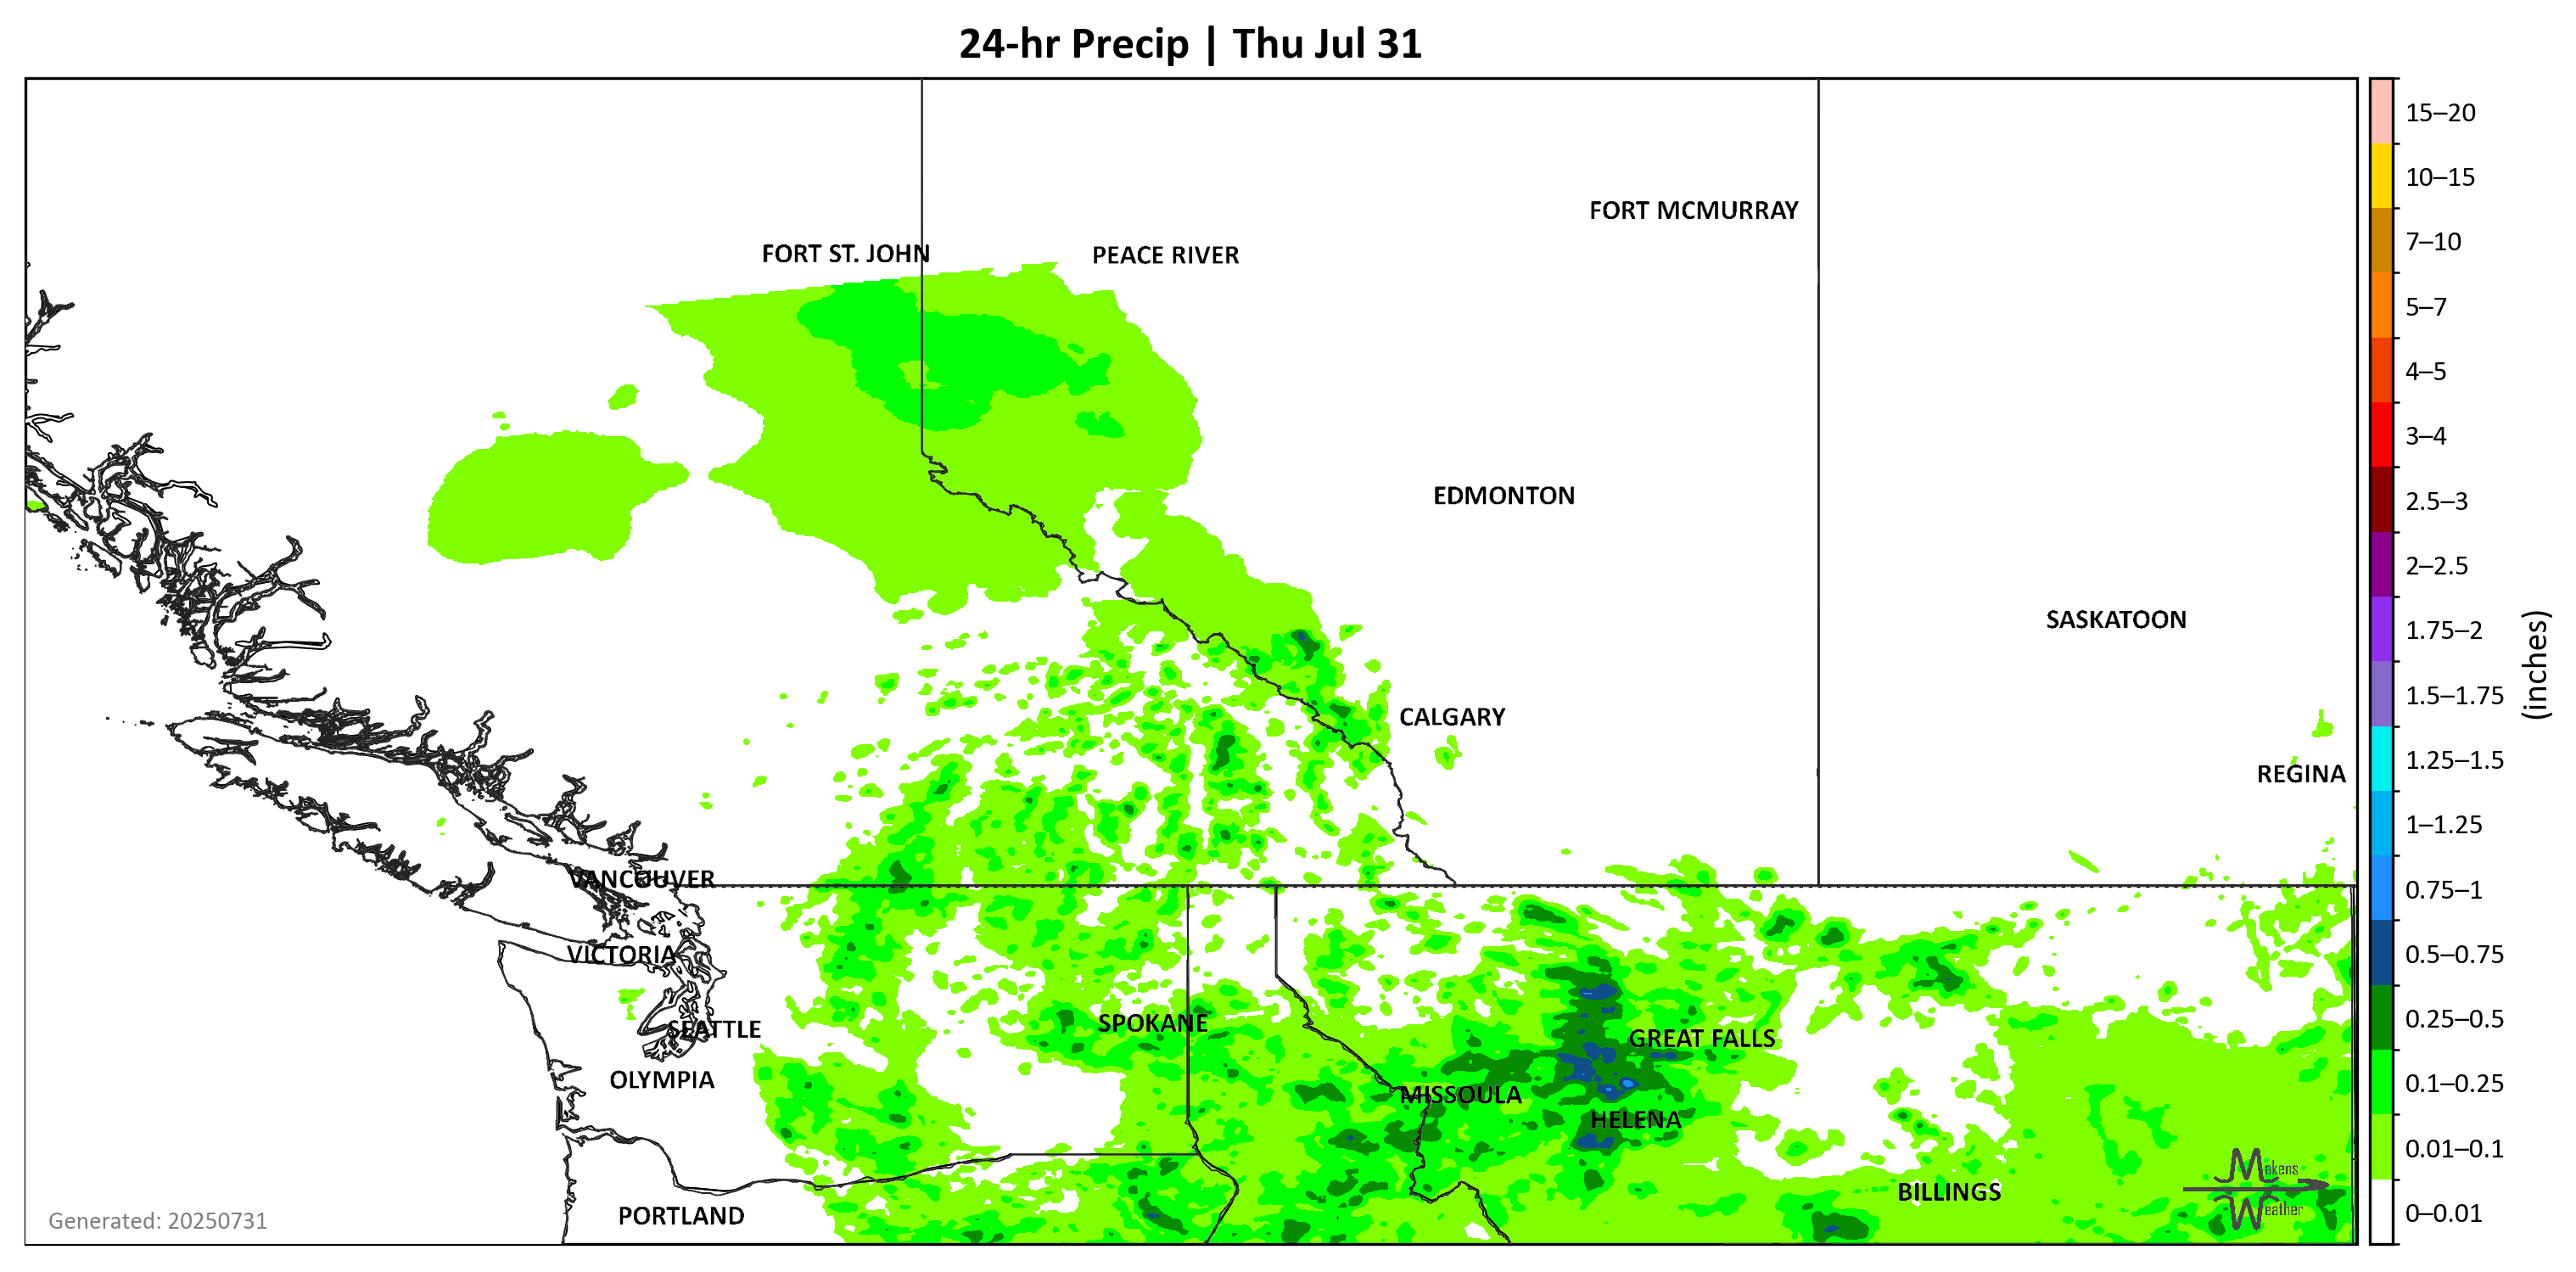 24-hr Precip | Thu Jul 31
FORT MCMURRAY
FORT ST. JOHN
PEACE RIVER
EDMONTON
SASKATOON
CALGARY
REGINA
VANCOUVER
VICTORIA
SPOKANE
SEATTLE
GREAT FALLS
OLYMPIA
MISSOULA
HELENA
BILLINGS
PORTLAND
Generated: 20250731
Makens
Weather
15–20
10–15
7–10
5–7
4–5
3–4
2.5–3
2–2.5
1.75–2
1.5–1.75
1.25–1.5
1–1.25
0.75–1
0.5–0.75
0.25–0.5
0.1–0.25
0.01–0.1
0–0.01
(inches)